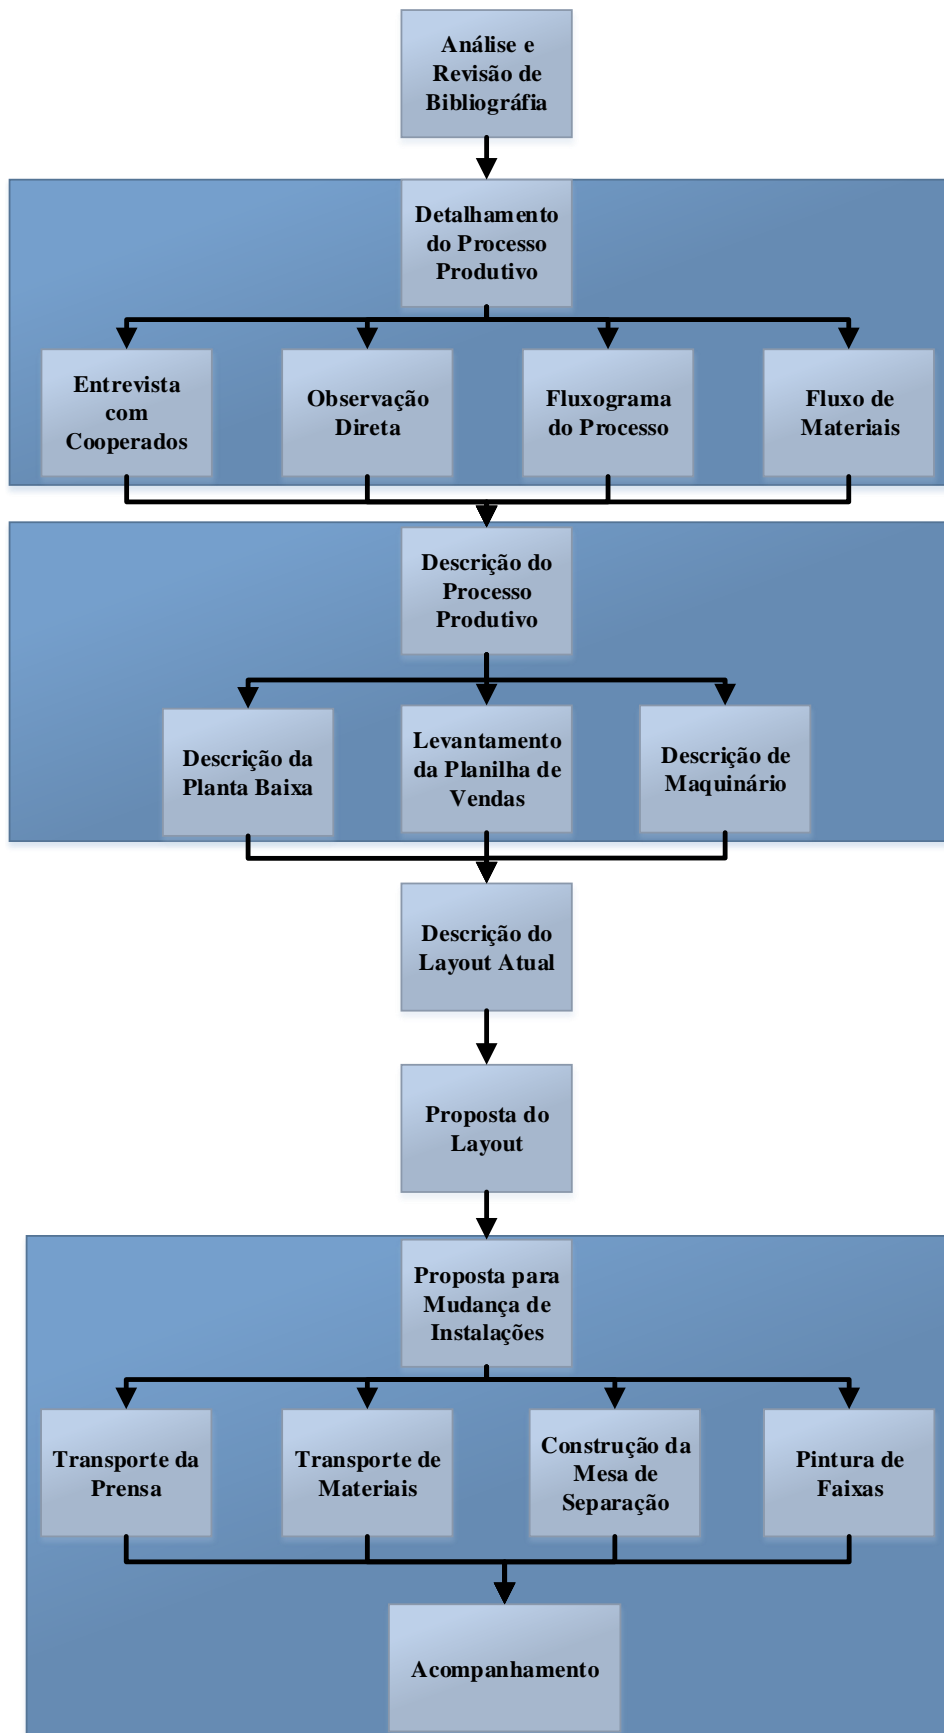 Análise e
Revisão de
Bibliográfia
Detalhamento
do Processo
Produtivo
Entrevista
com
Cooperados
Observação
Direta
Fluxograma
do Processo
Fluxo de
Materiais
Descrição do
Processo
Produtivo
Descrição da
Planta Baixa
Levantamento
da Planilha de
Vendas
Descrição de
Maquinário
Descrição do
Layout Atual
Proposta do
Layout
Proposta para
Mudança de
Instalações
Transporte da
Prensa
Transporte de
Materiais
Construção da
Mesa de
Separação
Pintura de
Faixas
Acompanhamento